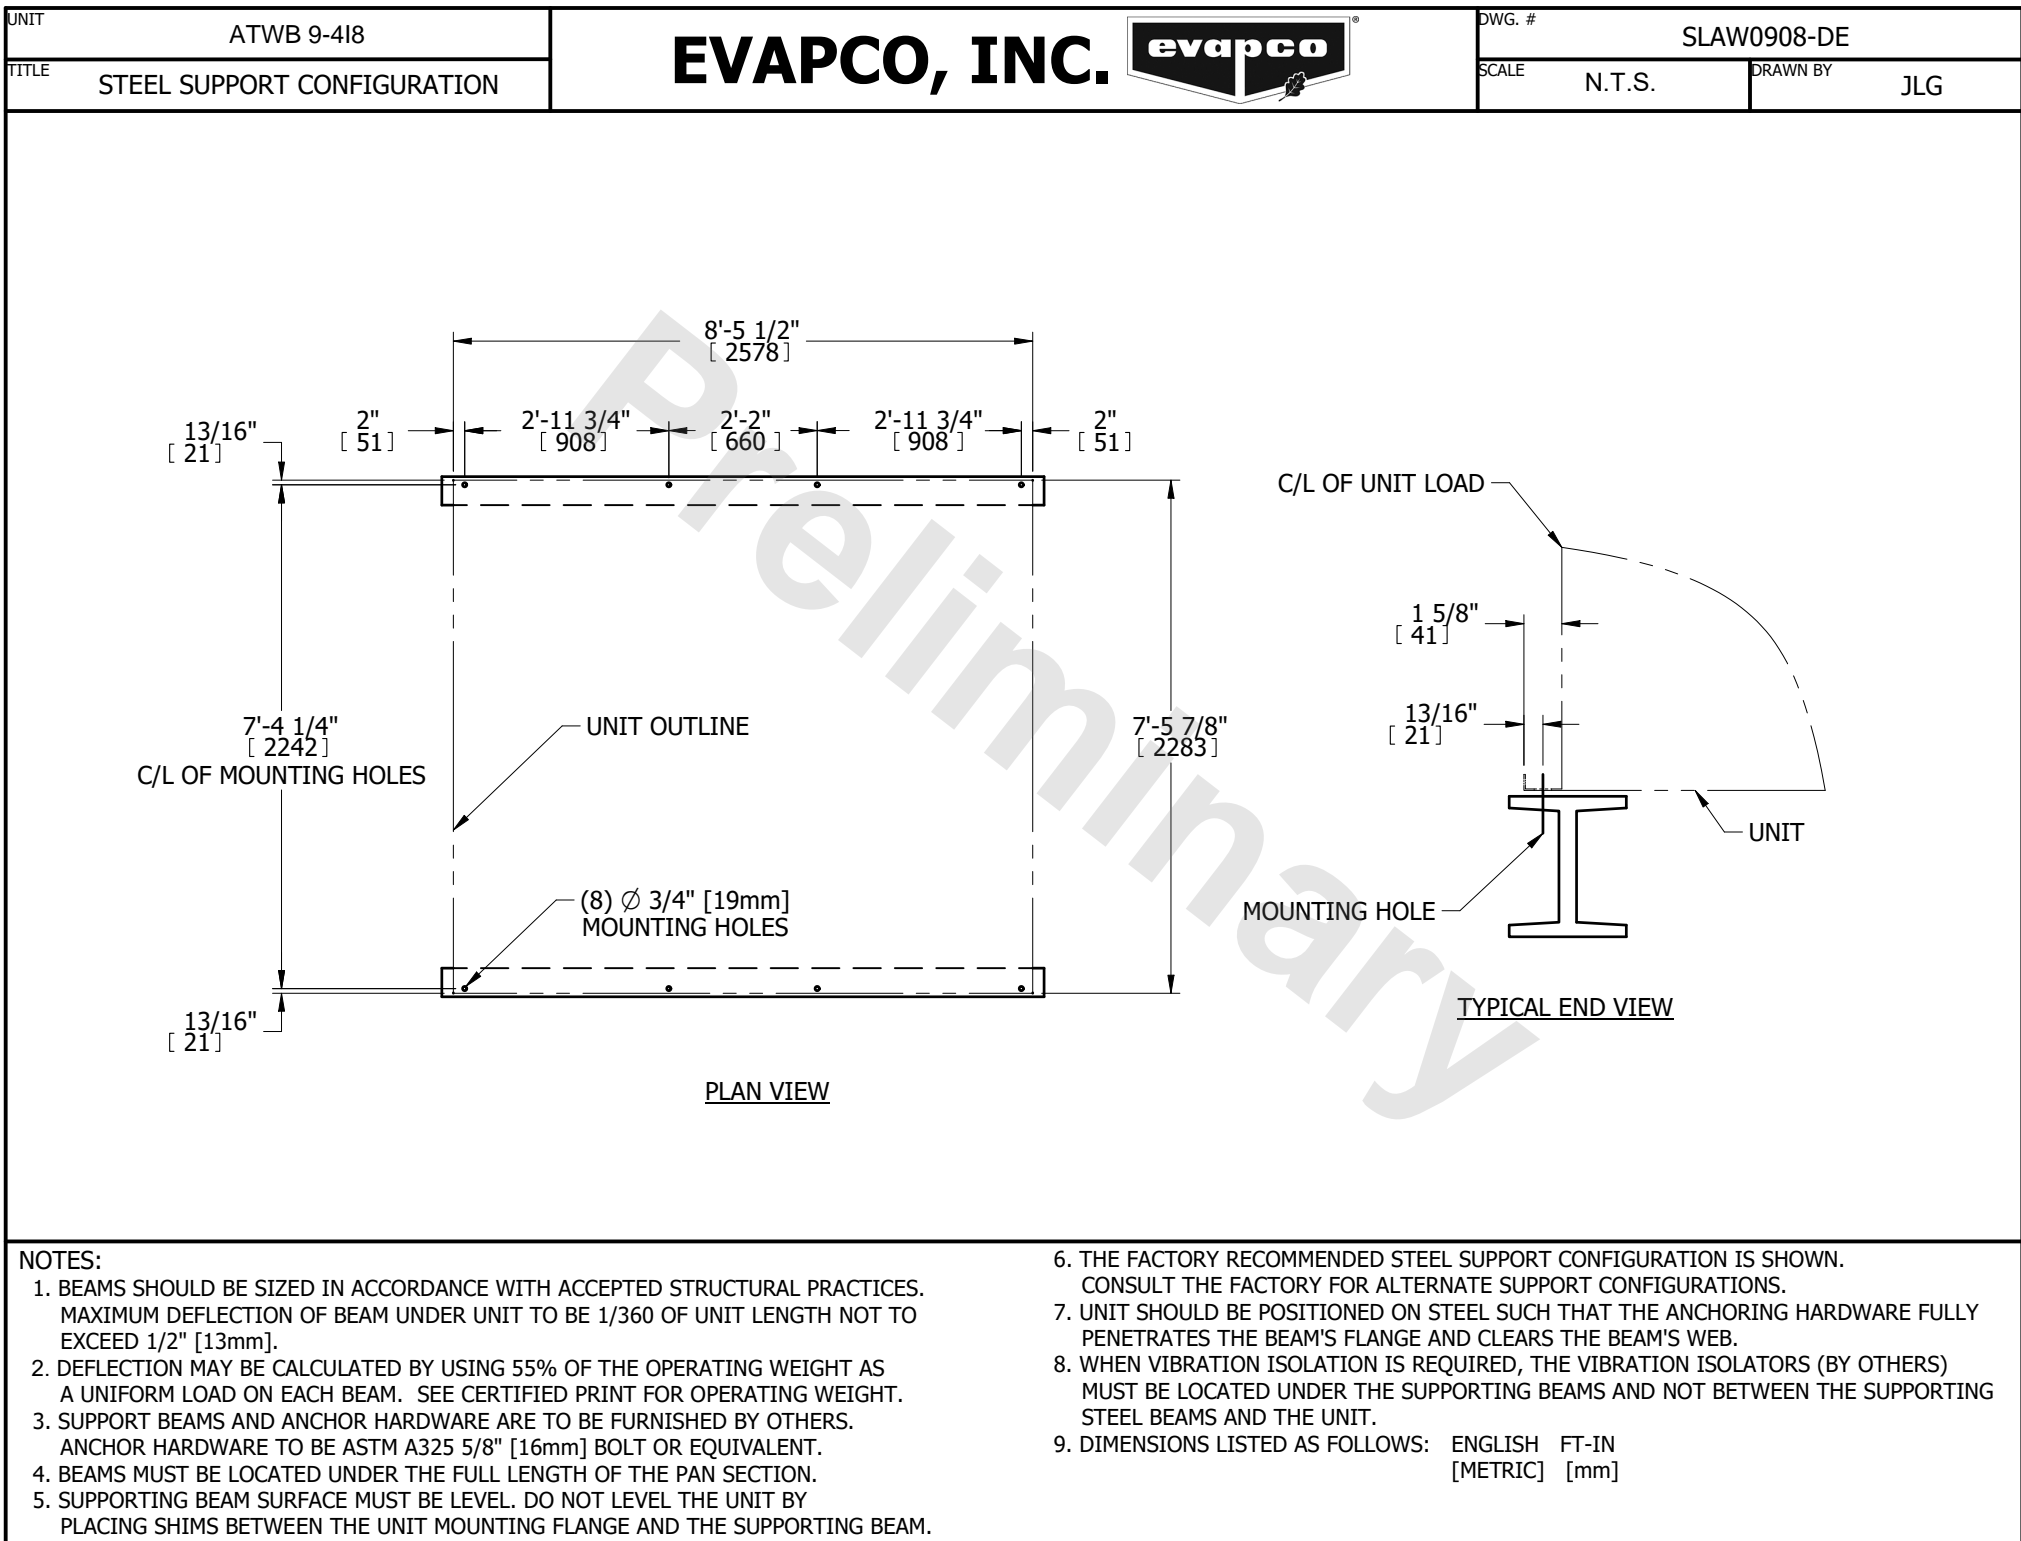 UNIT
ATWB 9-4I8
TITLE
STEEL SUPPORT CONFIGURATION
EVAPCO, INC.
evapco
®
DWG. #
SLAW0908-DE
SCALE
N.T.S.
DRAWN BY
JLG
8'-5 1/2"
[ 2578]
13/16"
[ 21]
2"
[ 51]
2'-11 3/4"
[ 908]
2'-2"
[ 660 ]
2'-11 3/4"
[ 908 ]
2"
[ 51]
7'-4 1/4"
[ 2242]
C/L OF MOUNTING HOLES
UNIT OUTLINE
7'-5 7/8"
[ 2283]
(8) Ø 3/4" [19mm]
MOUNTING HOLES
13/16"
[ 21]
PLAN VIEW
C/L OF UNIT LOAD
1 5/8"
[ 41]
13/16"
[ 21]
UNIT
MOUNTING HOLE
TYPICAL END VIEW
Preliminary
NOTES:
1. BEAMS SHOULD BE SIZED IN ACCORDANCE WITH ACCEPTED STRUCTURAL PRACTICES.
MAXIMUM DEFLECTION OF BEAM UNDER UNIT TO BE 1/360 OF UNIT LENGTH NOT TO
EXCEED 1/2" [13mm].
2. DEFLECTION MAY BE CALCULATED BY USING 55% OF THE OPERATING WEIGHT AS
A UNIFORM LOAD ON EACH BEAM. SEE CERTIFIED PRINT FOR OPERATING WEIGHT.
3. SUPPORT BEAMS AND ANCHOR HARDWARE ARE TO BE FURNISHED BY OTHERS.
ANCHOR HARDWARE TO BE ASTM A325 5/8" [16mm] BOLT OR EQUIVALENT.
4. BEAMS MUST BE LOCATED UNDER THE FULL LENGTH OF THE PAN SECTION.
5. SUPPORTING BEAM SURFACE MUST BE LEVEL. DO NOT LEVEL THE UNIT BY
PLACING SHIMS BETWEEN THE UNIT MOUNTING FLANGE AND THE SUPPORTING BEAM.
6. THE FACTORY RECOMMENDED STEEL SUPPORT CONFIGURATION IS SHOWN.
CONSULT THE FACTORY FOR ALTERNATE SUPPORT CONFIGURATIONS.
7. UNIT SHOULD BE POSITIONED ON STEEL SUCH THAT THE ANCHORING HARDWARE FULLY
PENETRATES THE BEAM'S FLANGE AND CLEARS THE BEAM'S WEB.
8. WHEN VIBRATION ISOLATION IS REQUIRED, THE VIBRATION ISOLATORS (BY OTHERS)
MUST BE LOCATED UNDER THE SUPPORTING BEAMS AND NOT BETWEEN THE SUPPORTING
STEEL BEAMS AND THE UNIT.
9. DIMENSIONS LISTED AS FOLLOWS: ENGLISH FT-IN
[METRIC] [mm]